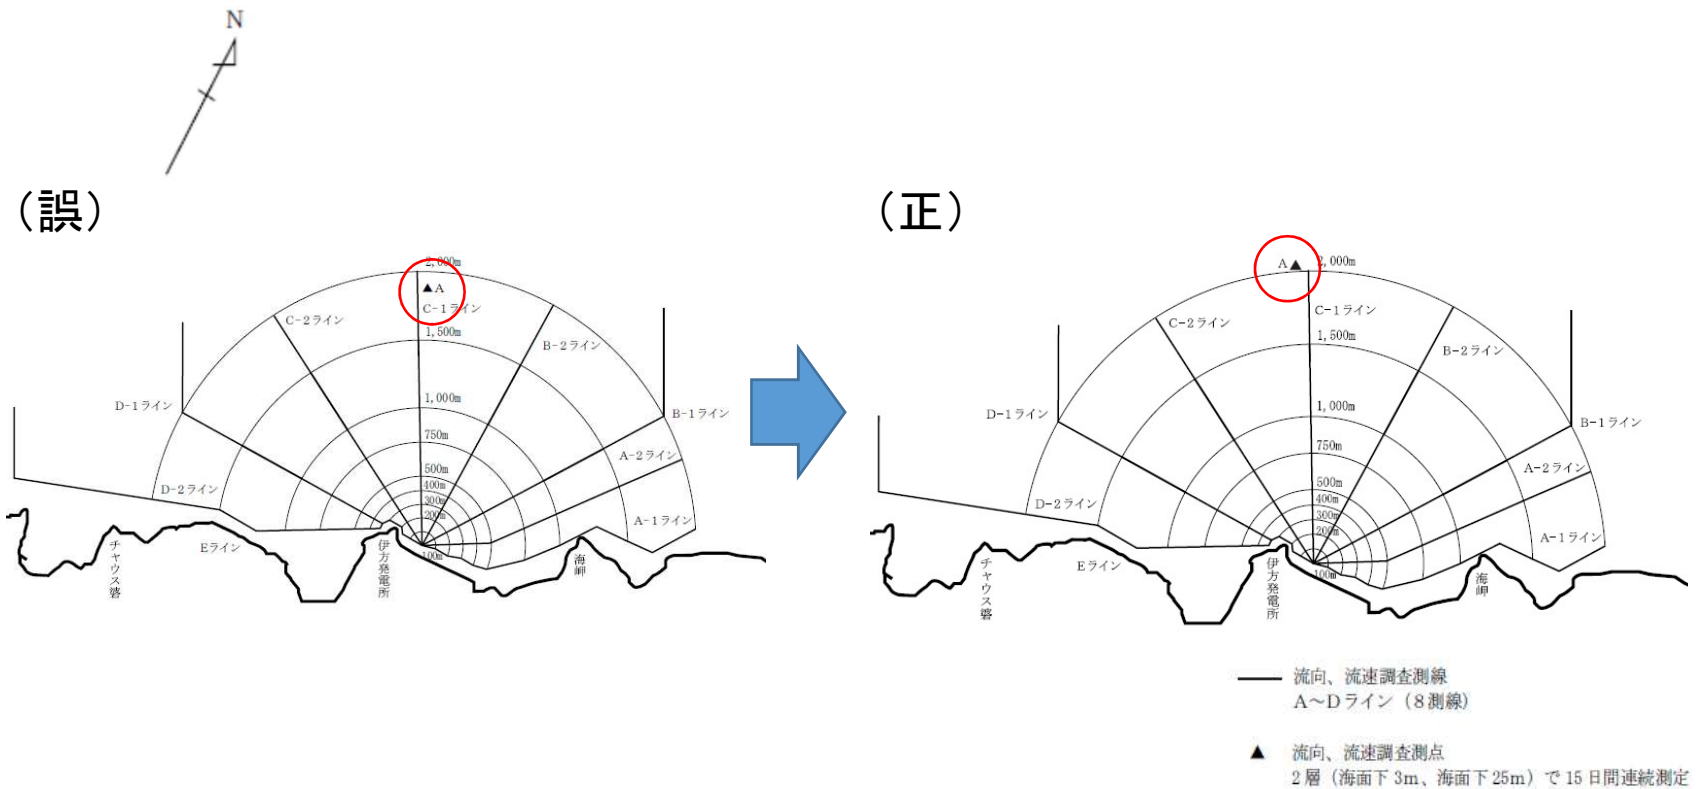 N
（誤）
2,000m
▲A
C-1ライン
C-2ライン
1,500m
B-2ライン
D-1ライン
1,000m
B-1ライン
750m
A-2ライン
500m
400m
D-2ライン
300m
200m
A-1ライン
Eライン
100m
チャウス碆
伊方発電所
海岬
（正）
A▲
2,000m
C-1ライン
C-2ライン
1,500m
B-2ライン
D-1ライン
1,000m
B-1ライン
750m
A-2ライン
500m
400m
D-2ライン
300m
200m
A-1ライン
Eライン
100m
チャウス碆
伊方発電所
海岬
流向、流速調査測線
A～Dライン（8測線）
▲ 流向、流速調査測点
2層（海面下3m、海面下25m）で15日間連続測定